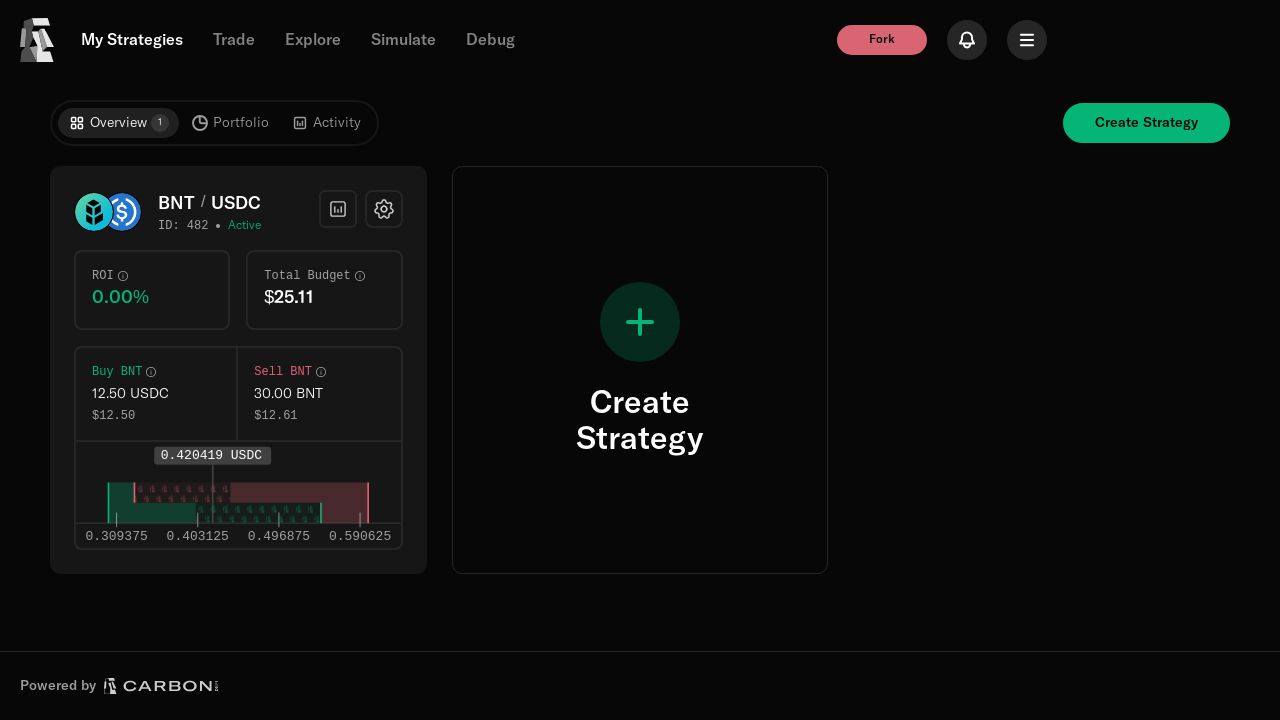 My Strategies Trade Explore Simulate Debug Fork
Overview 1 Portfolio Activity Create Strategy
BNT / USDC
ID: 482 • Active
ROI Total Budget
0.00% $25.11
Buy BNT Sell BNT
12.50 USDC 30.00 BNT
$12.50 $12.61
0.420419 USDC
0.309375 0.403125 0.496875 0.590625
Create
Strategy
Powered by CARBON